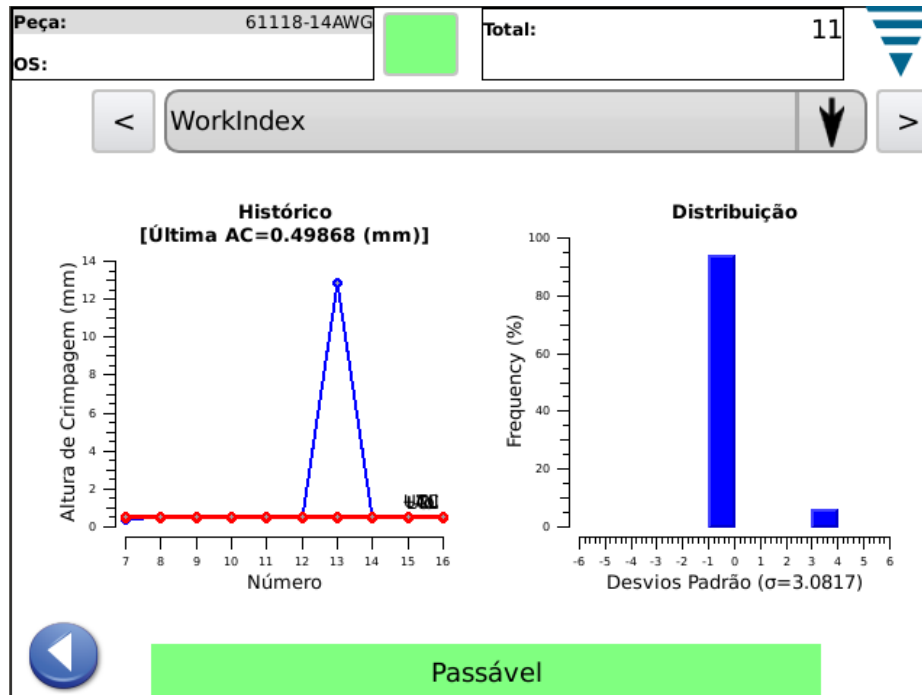 Peça: 61118-14AWG
OS:
Total: 11
< WorkIndex >
Histórico
[Última AC=0.49868 (mm)]
Altura de Crimpagem (mm)
14
12
10
8
6
4
2
0
7 8 9 10 11 12 13 14 15 16
Número
Distribuição
Frequency (%)
100
80
60
40
20
0
-6 -5 -4 -3 -2 -1 0 1 2 3 4 5 6
Desvios Padrão (σ=3.0817)
Passável